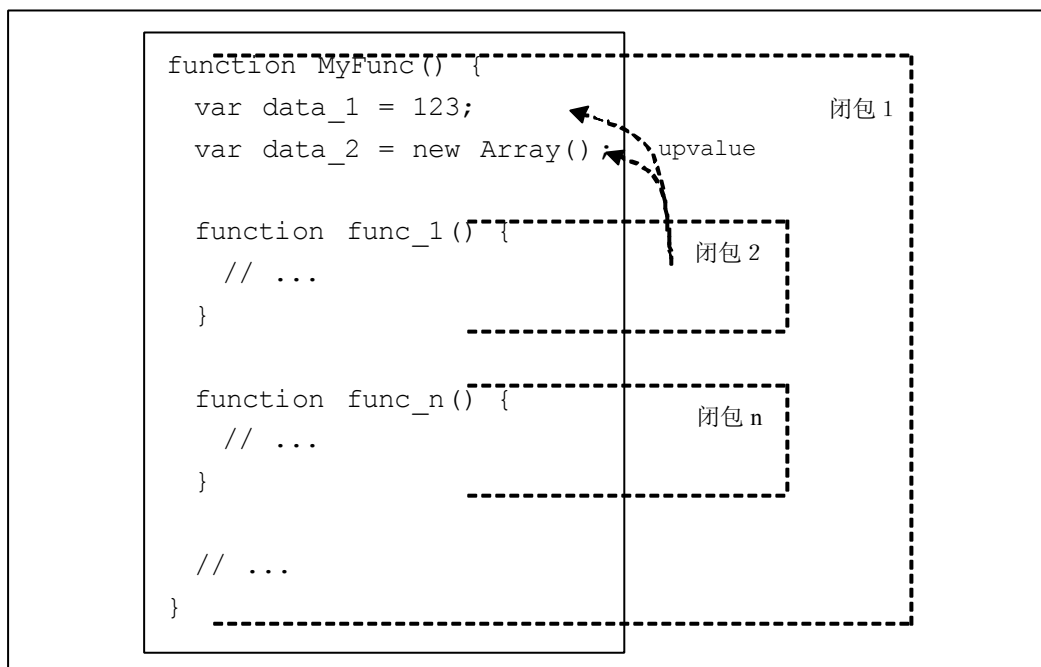 function MyFunc() {
var data_1 = 123;
闭包 1
var data_2 = new Array();
upvalue
function func_1() {
闭包 2
// ...
}
function func_n() {
闭包 n
// ...
}
// ...
}